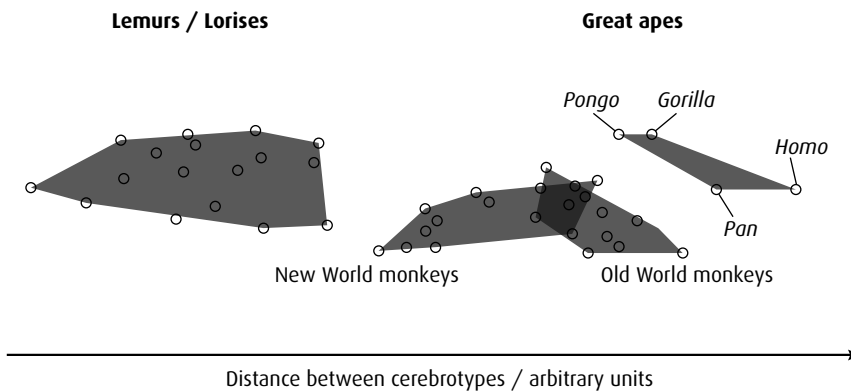 Lemurs / Lorises
Great apes
Pongo
Gorilla
Homo
Pan
New World monkeys
Old World monkeys
Distance between cerebrotypes / arbitrary units